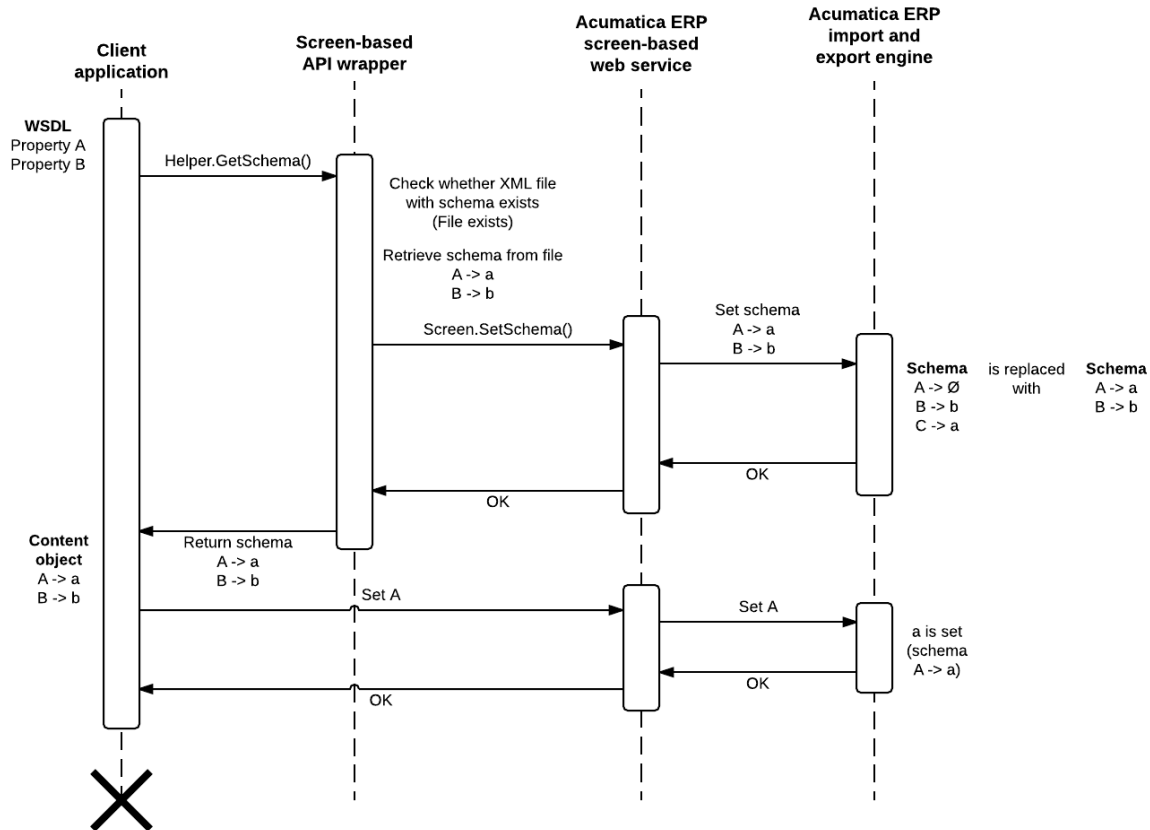 Client
application
Screen-based
API wrapper
Acumatica ERP
screen-based
web service
Acumatica ERP
import and
export engine
WSDL
Property A
Property B
Helper.GetSchema()
Check whether XML file
with schema exists
(File exists)
Retrieve schema from file
A -> a
B -> b
Screen.SetSchema()
Set schema
A -> a
B -> b
Schema
A -> Ø
B -> b
C -> a
is replaced
with
Schema
A -> a
B -> b
OK
OK
Return schema
A -> a
B -> b
Content
object
A -> a
B -> b
Set A
Set A
a is set
(schema
A -> a)
OK
OK